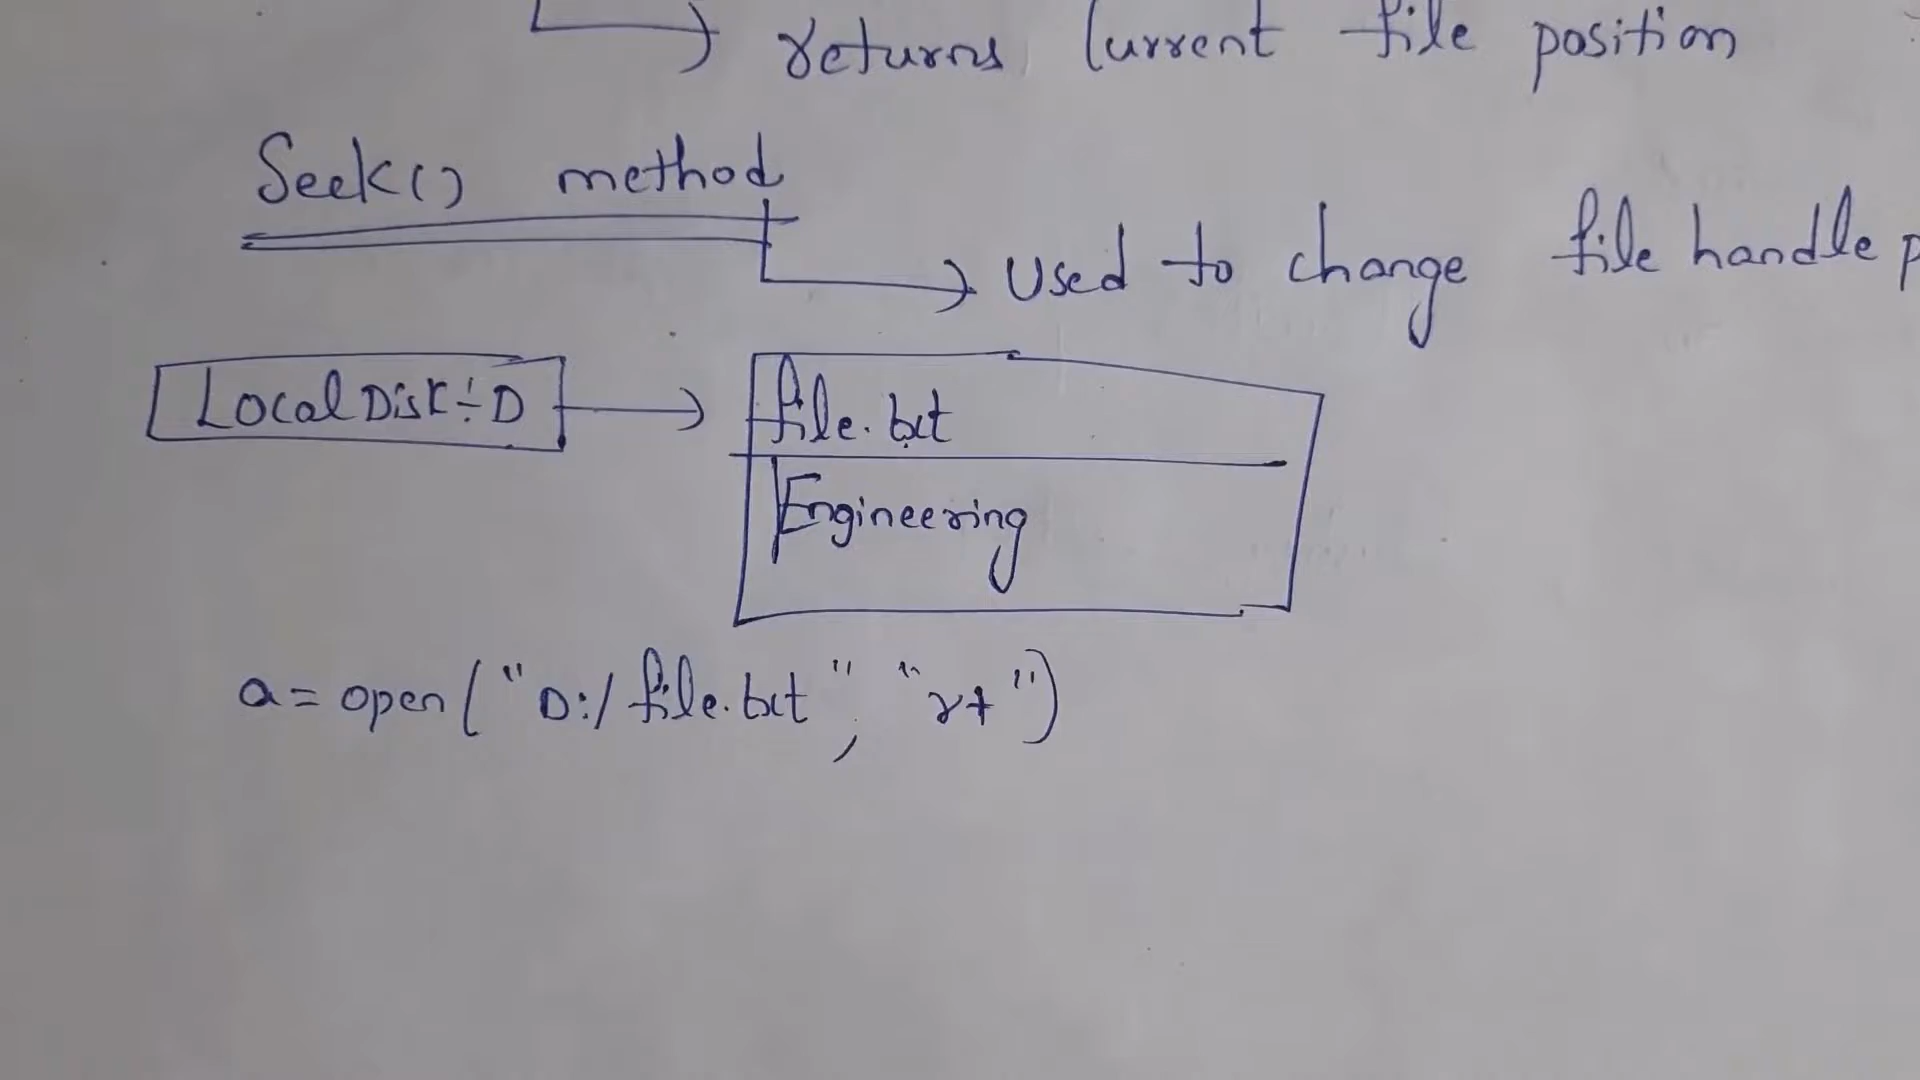 returns Current file position
Seek() method
Used to change file handle
Local Disk:-D
file.txt
Engineering
a = open("D:/file.txt", "r+")